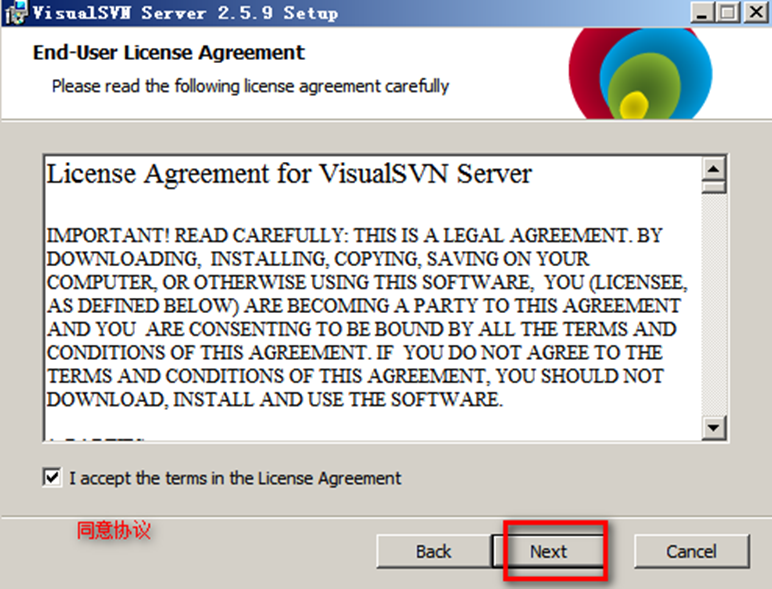 VisualSVN Server 2.5.9 Setup
End-User License Agreement
Please read the following license agreement carefully
License Agreement for VisualSVN Server
IMPORTANT! READ CAREFULLY: THIS IS A LEGAL AGREEMENT. BY
DOWNLOADING, INSTALLING, COPYING, SAVING ON YOUR
COMPUTER, OR OTHERWISE USING THIS SOFTWARE, YOU (LICENSEE,
AS DEFINED BELOW) ARE BECOMING A PARTY TO THIS AGREEMENT
AND YOU ARE CONSENTING TO BE BOUND BY ALL THE TERMS AND
CONDITIONS OF THIS AGREEMENT. IF YOU DO NOT AGREE TO THE
TERMS AND CONDITIONS OF THIS AGREEMENT, YOU SHOULD NOT
DOWNLOAD, INSTALL AND USE THE SOFTWARE.
I accept the terms in the License Agreement
同意协议
Back Next Cancel